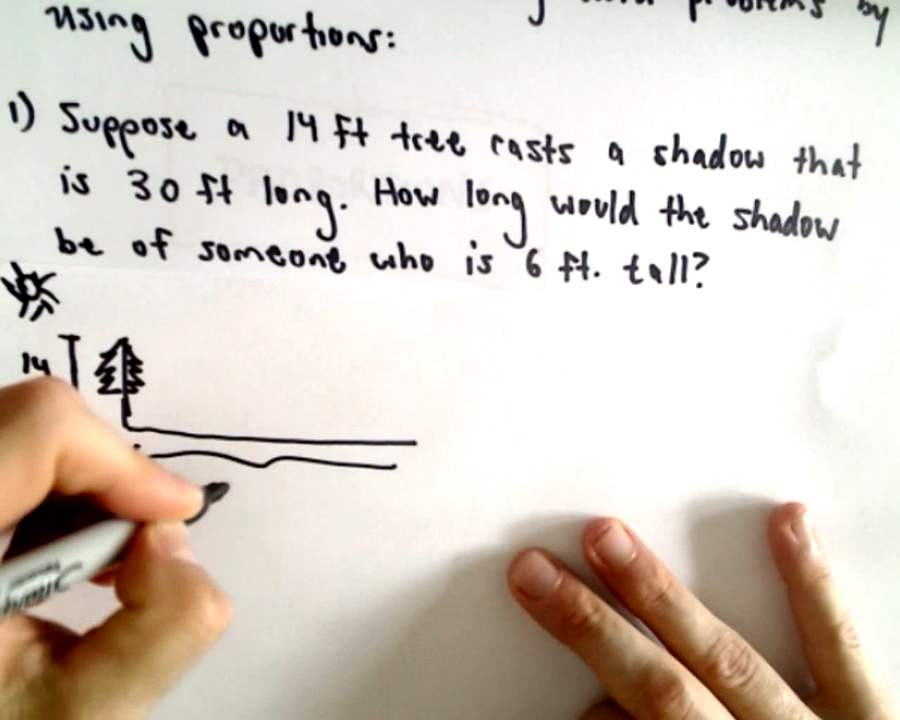 by
using proportions:
1) Suppose a 14 ft tree casts a shadow that
is 30 ft long. How long would the shadow
be of someone who is 6 ft. tall?
14